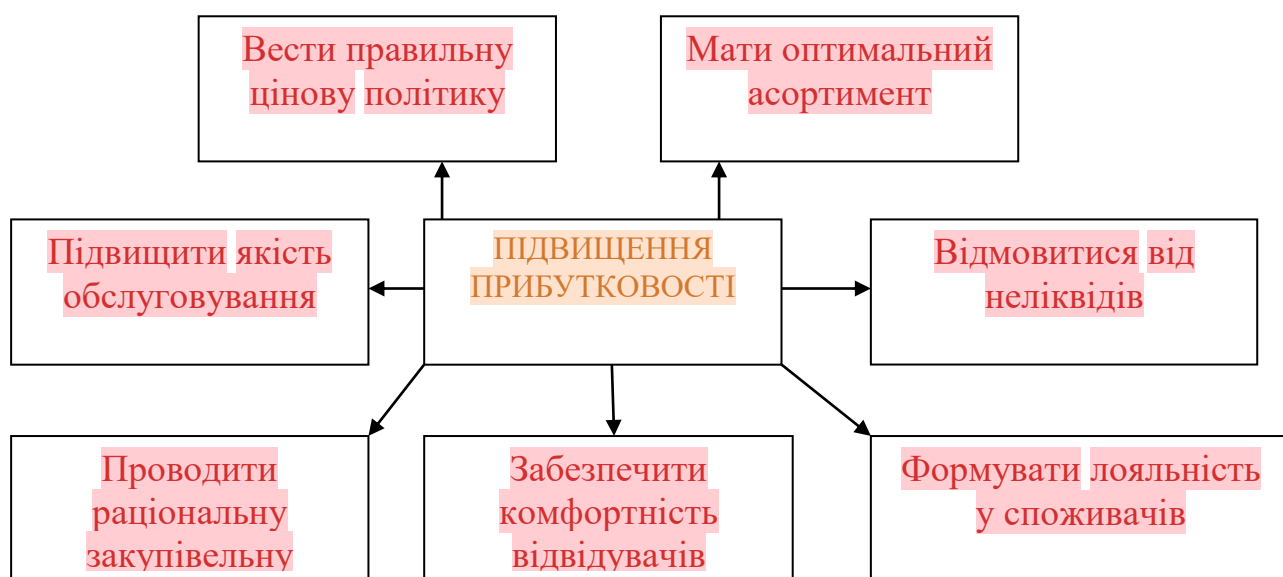 Вести правильну
цінову політику
Мати оптимальний
асортимент
Підвищити якість
обслуговування
ПІДВИЩЕННЯ
ПРИБУТКОВОСТІ
Відмовитися від
неліквідів
Проводити
раціональну
закупівельну
Забезпечити
комфортність
відвідувачів
Формувати лояльність
у споживачів